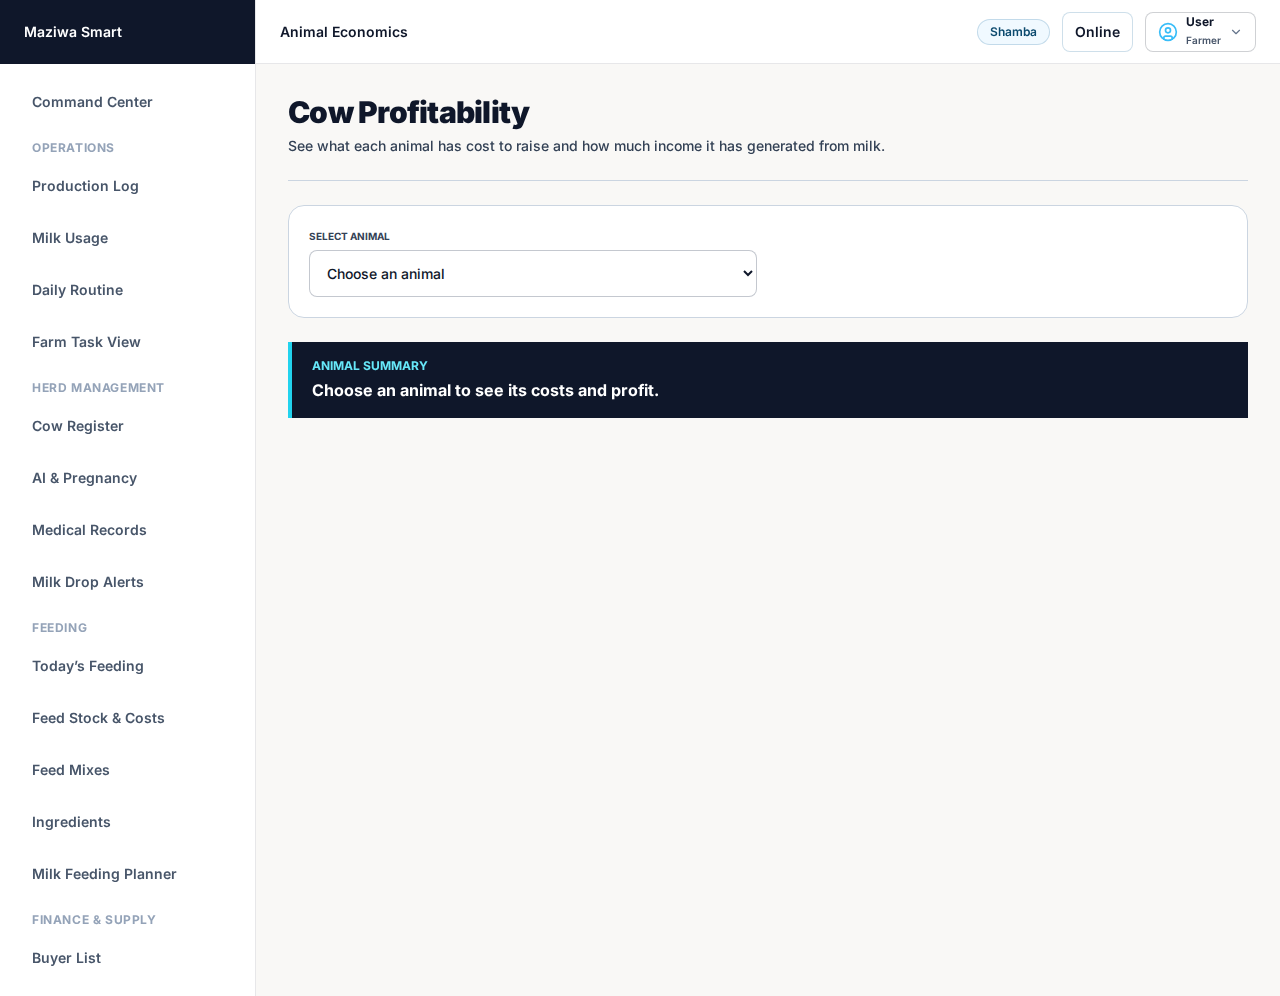 Maziwa Smart
Animal Economics
Shamba
Online
User
Farmer
Command Center
OPERATIONS
Production Log
Milk Usage
Daily Routine
Farm Task View
HERD MANAGEMENT
Cow Register
AI & Pregnancy
Medical Records
Milk Drop Alerts
FEEDING
Today’s Feeding
Feed Stock & Costs
Feed Mixes
Ingredients
Milk Feeding Planner
FINANCE & SUPPLY
Buyer List
Cow Profitability
See what each animal has cost to raise and how much income it has generated from milk.
SELECT ANIMAL
Choose an animal
ANIMAL SUMMARY
Choose an animal to see its costs and profit.